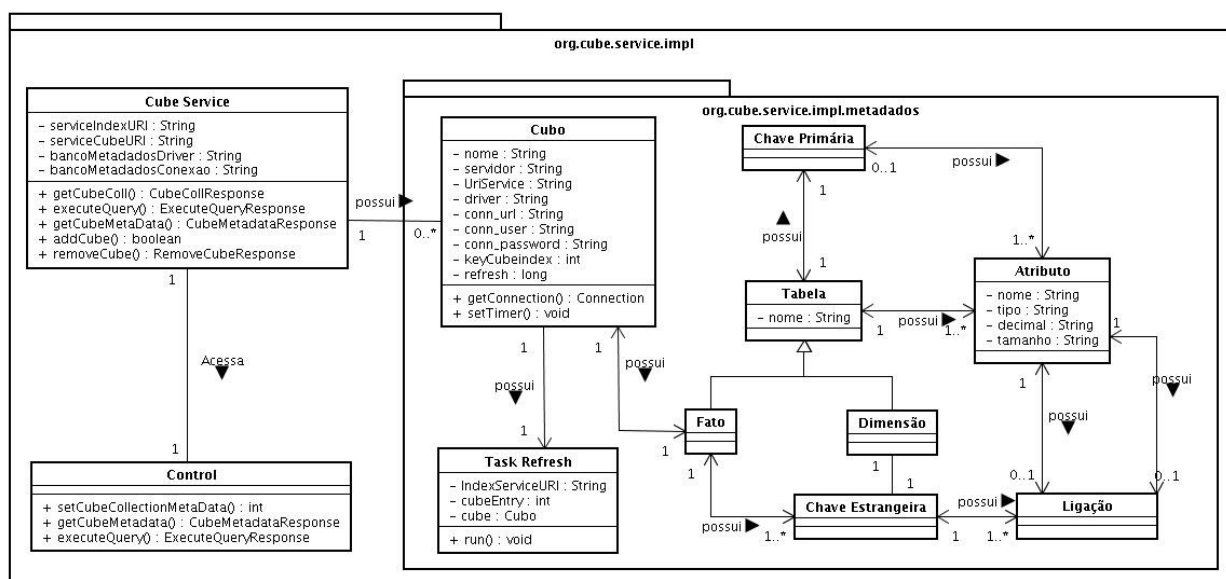 org.cube.service.impl
Cube Service
- serviceIndexURI : String
- serviceCubeURI : String
- bancoMetadadosDriver : String
- bancoMetadadosConexao : String
+ getCubeColl() : CubeCollResponse
+ executeQuery() : ExecuteQueryResponse
+ getCubeMetaData() : CubeMetadataResponse
+ addCube() : boolean
+ removeCube() : RemoveCubeResponse
possui
1
0..*
1
Acessa
1
Control
+ setCubeCollectionMetaData() : int
+ getCubeMetadata() : CubeMetadataResponse
+ executeQuery() : ExecuteQueryResponse
org.cube.service.impl.metadados
Cubo
- nome : String
- servidor : String
- UriService : String
- driver : String
- conn_url : String
- conn_user : String
- conn_password : String
- keyCubeindex : int
- refresh : long
+ getConnection() : Connection
+ setTimer() : void
1
possui
1
Task Refresh
- IndexServiceURI : String
- cubeEntry : int
- cube : Cubo
+ run() : void
1
possui
1
Chave Primária
0..1
possui
1..*
1
possui
1
Tabela
- nome : String
1
possui
1..*
Atributo
- nome : String
- tipo : String
- decimal : String
- tamanho : String
1
possui
0..1
1
possui
0..1
Fato
Dimensão
1
possui
1..*
1
Chave Estrangeira
possui
1
1..*
Ligação